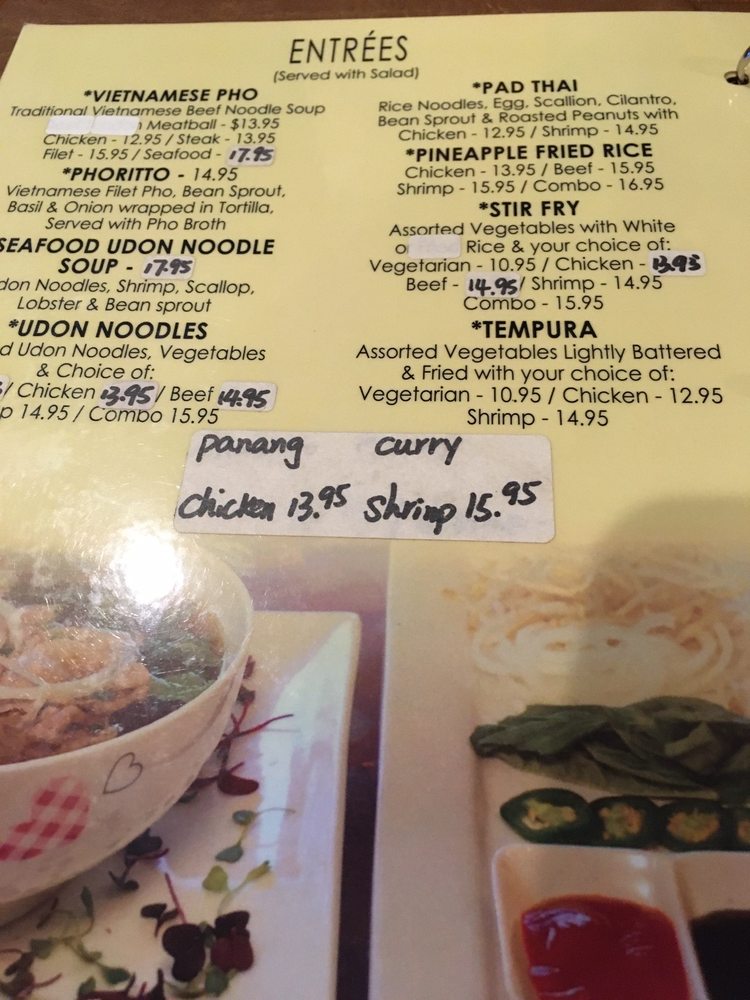 ENTRÉES
(Served with Salad)
*VIETNAMESE PHO
Traditional Vietnamese Beef Noodle Soup
Meatball - $13.95
Chicken - 12.95 / Steak - 13.95
Filet - 15.95 / Seafood - 17.95
*PHORITTO - 14.95
Vietnamese Filet Pho, Bean Sprout,
Basil & Onion wrapped in Tortilla,
Served with Pho Broth
SEAFOOD UDON NOODLE
SOUP - 17.95
don Noodles, Shrimp, Scallop,
Lobster & Bean sprout
*UDON NOODLES
d Udon Noodles, Vegetables
& Choice of:
/ Chicken 13.95 / Beef 14.95
p 14.95 / Combo 15.95
*PAD THAI
Rice Noodles, Egg, Scallion, Cilantro,
Bean Sprout & Roasted Peanuts with
Chicken - 12.95 / Shrimp - 14.95
*PINEAPPLE FRIED RICE
Chicken - 13.95 / Beef - 15.95
Shrimp - 15.95 / Combo - 16.95
*STIR FRY
Assorted Vegetables with White
or Rice & your choice of:
Vegetarian - 10.95 / Chicken - 13.95
Beef - 14.95 / Shrimp - 14.95
Combo - 15.95
*TEMPURA
Assorted Vegetables Lightly Battered
& Fried with your choice of:
Vegetarian - 10.95 / Chicken - 12.95
Shrimp - 14.95
panang curry
chicken 13.95 shrimp 15.95